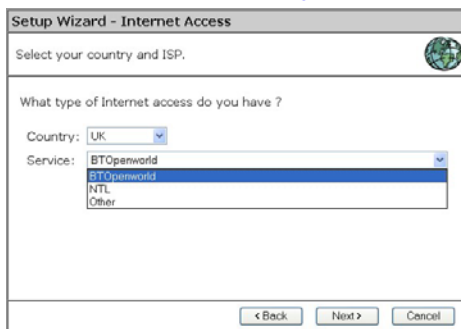 Setup Wizard - Internet Access
Select your country and ISP.
What type of Internet access do you have ?
Country: UK
Service: BTOpenworld
BTOpenworld
NTL
Other
<Back Next> Cancel